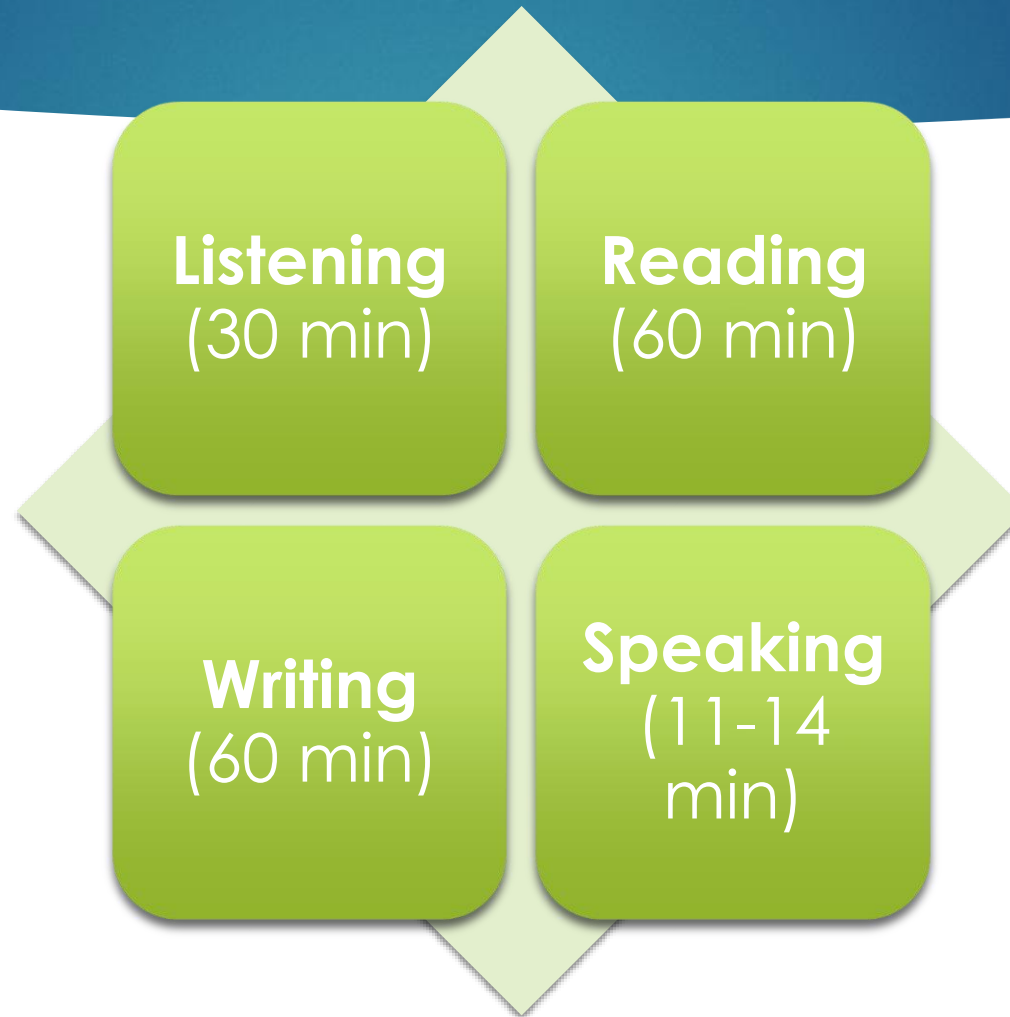 Listening
(30 min)
Reading
(60 min)
Writing
(60 min)
Speaking
(11-14
min)